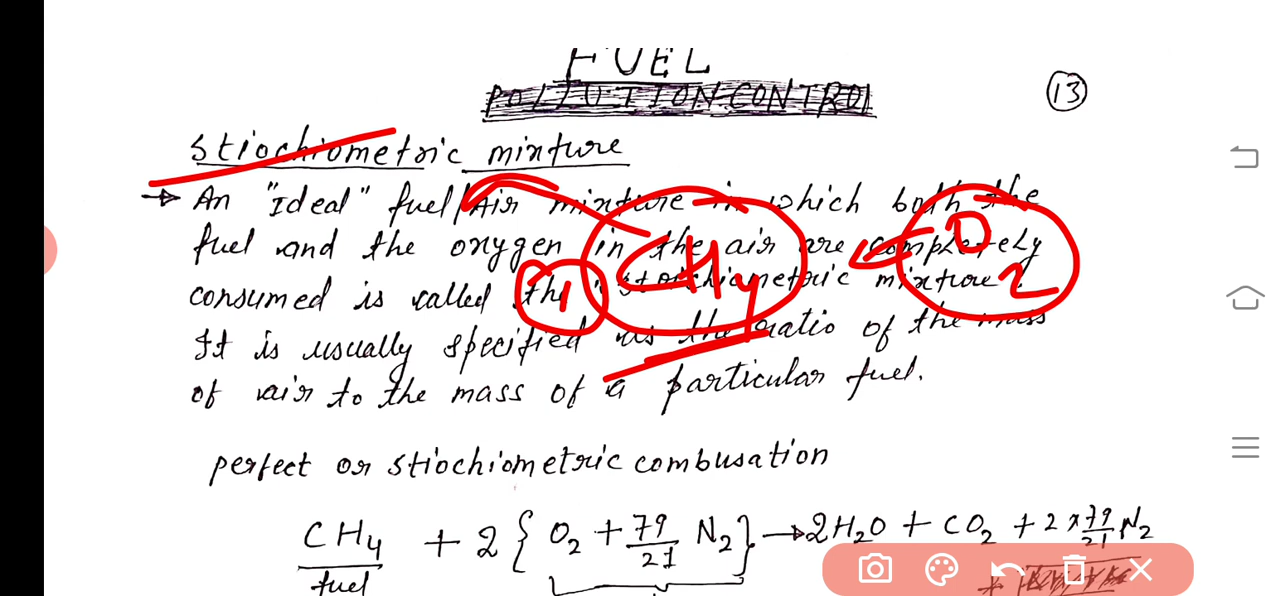 FUEL
POLLUTION CONTROL
13
Stiochiometric mixture
→ An "Ideal" fuel/Air mixture in which both the
fuel and the oxygen in the air are completely
consumed is called the "stoichiometric mixture".
It is usually specified as the ratio of the mass
of air to the mass of a particular fuel.
CH4
O2
1
perfect or stiochiometric combusation
CH4 + 2 { O2 + 79/21 N2 } → 2H2O + CO2 + 2 x 79/21 N2
fuel